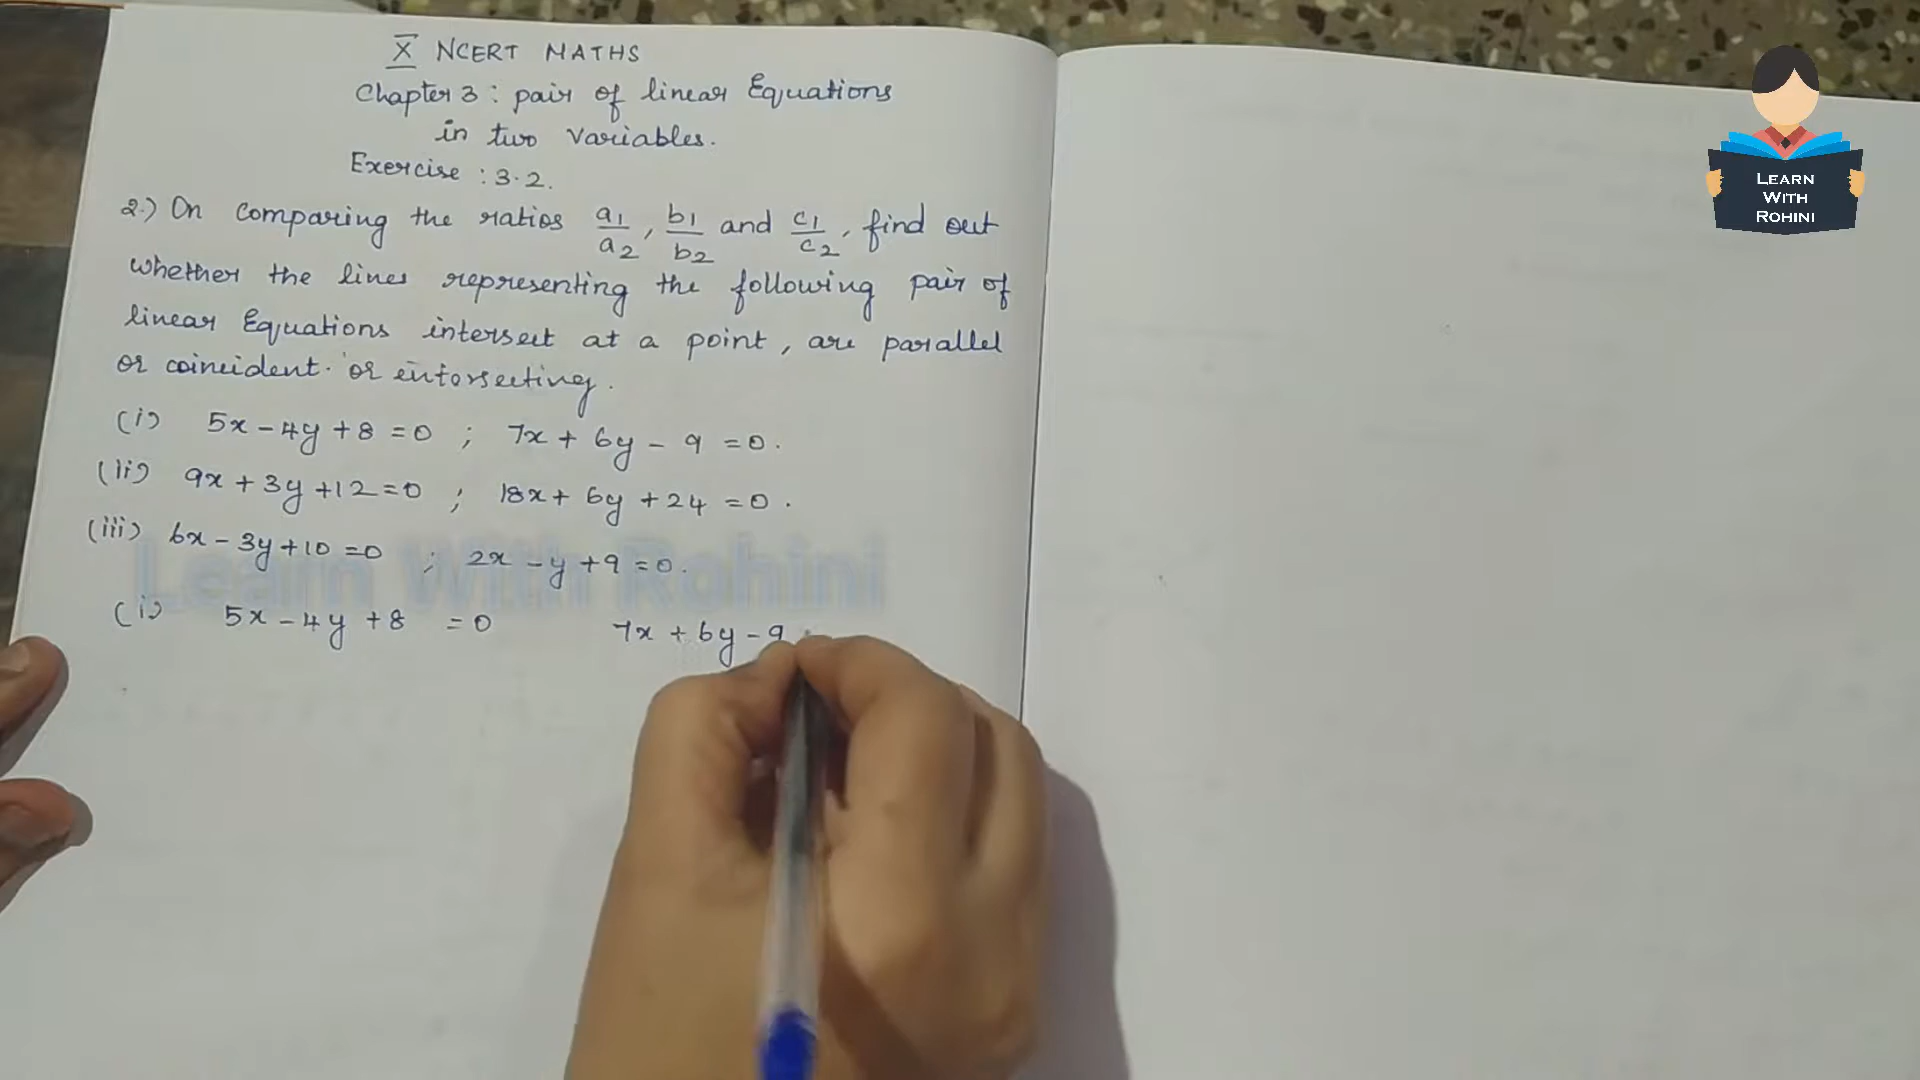 X NCERT MATHS
Chapter 3 : pair of linear Equations
in two variables.
Exercise : 3.2.
2.) On comparing the ratios a1/a2, b1/b2 and c1/c2, find out
whether the lines representing the following pair of
linear Equations intersect at a point, are parallel
or coincident. or intersecting.
(i) 5x - 4y + 8 = 0 ; 7x + 6y - 9 = 0.
(ii) 9x + 3y + 12 = 0 ; 18x + 6y + 24 = 0.
(iii) 6x - 3y + 10 = 0 ; 2x - y + 9 = 0.
Learn With Rohini
(i) 5x - 4y + 8 = 0 7x + 6y - 9
LEARN
WITH
ROHINI